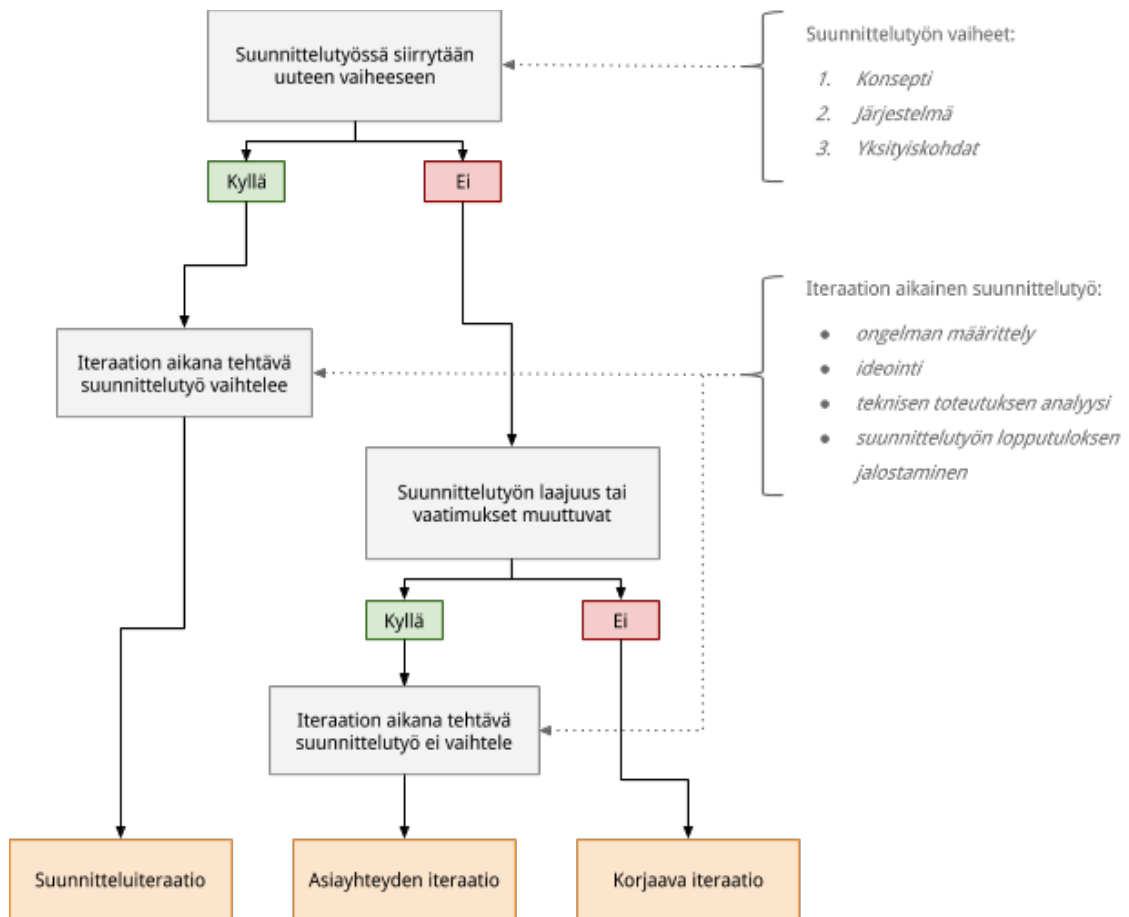 Suunnittelutyössä siirrytään
uuteen vaiheeseen
Suunnittelutyön vaiheet:
1. Konsepti
2. Järjestelmä
3. Yksityiskohdat
Kyllä
Ei
Iteraation aikainen suunnittelutyö:
● ongelman määrittely
● ideointi
● teknisen toteutuksen analyysi
● suunnittelutyön lopputuloksen
jalostaminen
Iteraation aikana tehtävä
suunnittelutyö vaihtelee
Suunnittelutyön laajuus tai
vaatimukset muuttuvat
Kyllä
Ei
Iteraation aikana tehtävä
suunnittelutyö ei vaihtele
Suunnitteluiteraatio
Asiayhteyden iteraatio
Korjaava iteraatio